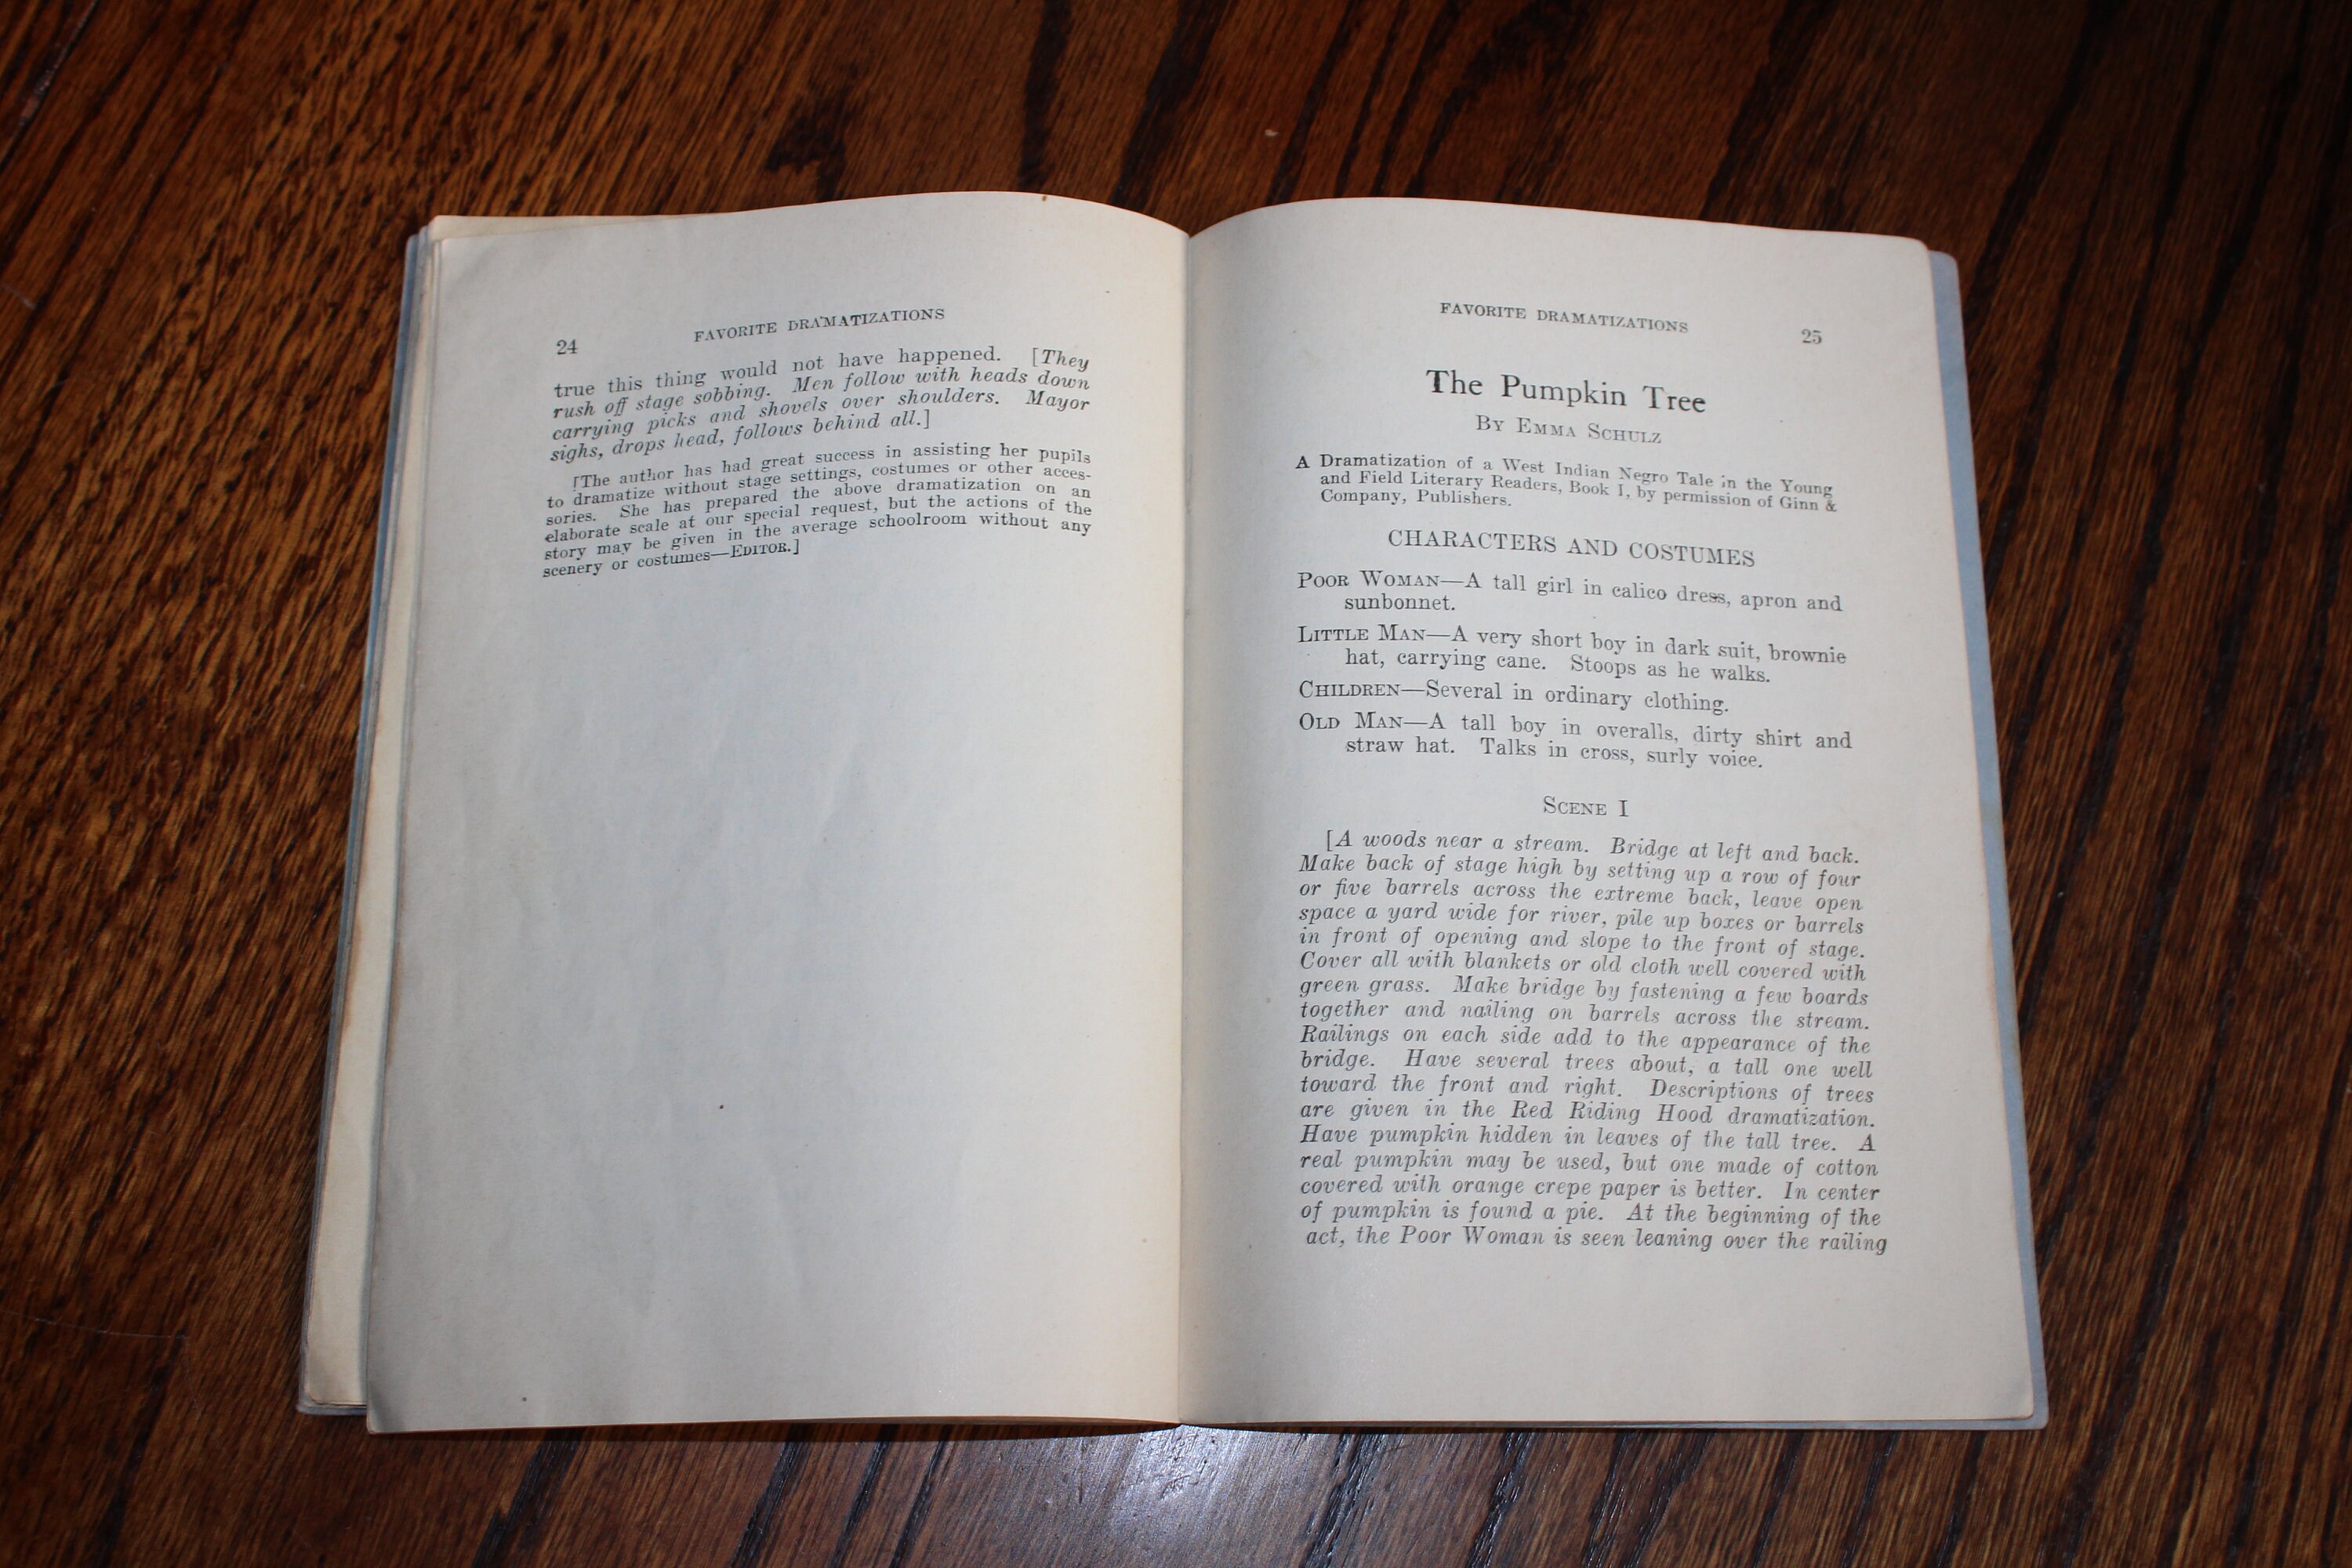 24
FAVORITE DRAMATIZATIONS
true this thing would not have happened. [They
rush off stage sobbing. Men follow with heads down
carrying picks and shovels over shoulders. Mayor
sighs, drops head, follows behind all.]
[The author has had great success in assisting her pupils
to dramatize without stage settings, costumes or other acces-
sories. She has prepared the above dramatization on an
elaborate scale at our special request, but the actions of the
story may be given in the average schoolroom without any
scenery or costumes—EDITOR.]
FAVORITE DRAMATIZATIONS
25
The Pumpkin Tree
BY EMMA SCHULZ
A Dramatization of a West Indian Negro Tale in the Young
and Field Literary Readers, Book I, by permission of Ginn &
Company, Publishers.
CHARACTERS AND COSTUMES
POOR WOMAN—A tall girl in calico dress, apron and
sunbonnet.
LITTLE MAN—A very short boy in dark suit, brownie
hat, carrying cane. Stoops as he walks.
CHILDREN—Several in ordinary clothing.
OLD MAN—A tall boy in overalls, dirty shirt and
straw hat. Talks in cross, surly voice.
SCENE I
[A woods near a stream. Bridge at left and back.
Make back of stage high by setting up a row of four
or five barrels across the extreme back, leave open
space a yard wide for river, pile up boxes or barrels
in front of opening and slope to the front of stage.
Cover all with blankets or old cloth well covered with
green grass. Make bridge by fastening a few boards
together and nailing on barrels across the stream.
Railings on each side add to the appearance of the
bridge. Have several trees about, a tall one well
toward the front and right. Descriptions of trees
are given in the Red Riding Hood dramatization.
Have pumpkin hidden in leaves of the tall tree. A
real pumpkin may be used, but one made of cotton
covered with orange crepe paper is better. In center
of pumpkin is found a pie. At the beginning of the
act, the Poor Woman is seen leaning over the railing